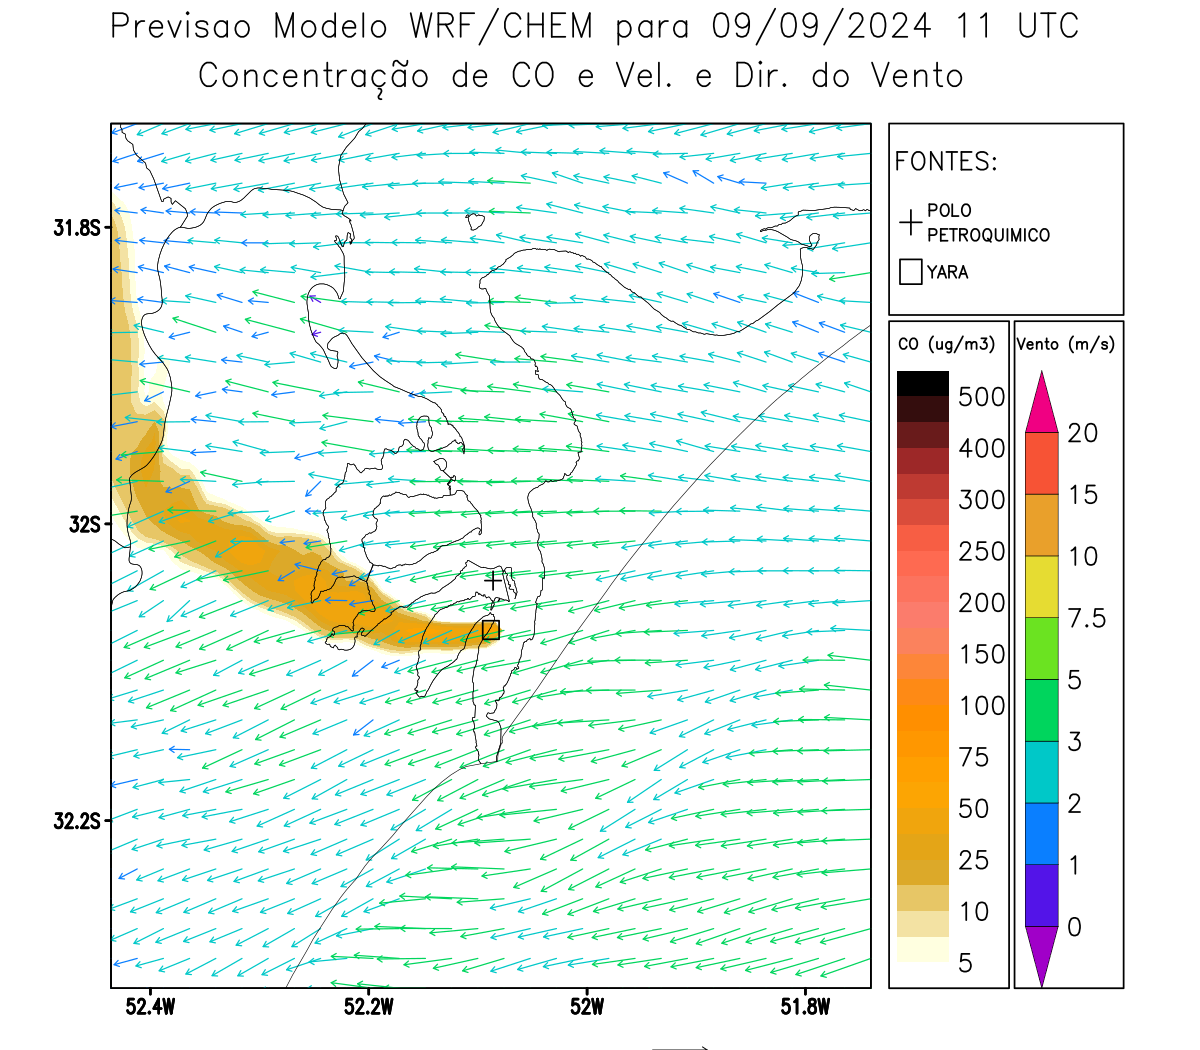 Previsao Modelo WRF/CHEM para 09/09/2024 11 UTC
Concentração de CO e Vel. e Dir. do Vento
FONTES:
POLO
PETROQUIMICO
YARA
31.8S
32S
32.2S
52.4W
52.2W
52W
51.8W
CO (ug/m3)
500
400
300
250
200
150
100
75
50
25
10
5
Vento (m/s)
20
15
10
7.5
5
3
2
1
0